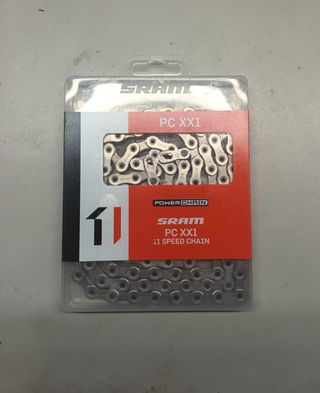 SRAM
PC XX1
POWERCHAIN
SRAM
PC XX1
11 SPEED CHAIN